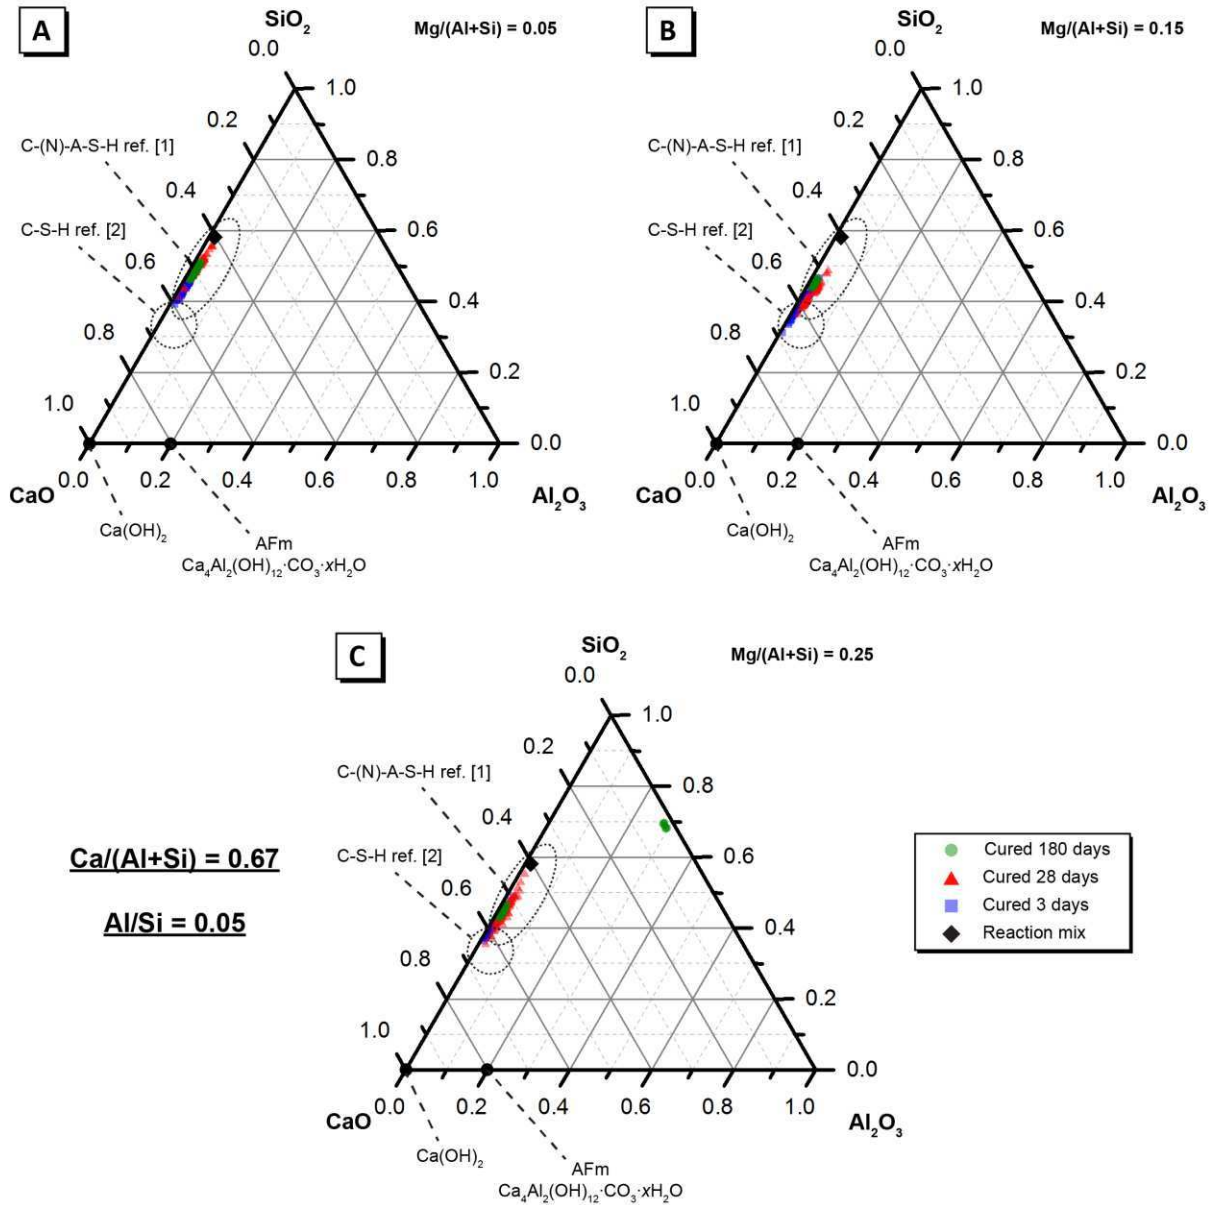 A
SiO₂
Mg/(Al+Si) = 0.05
0.0
1.0
0.2
C-(N)-A-S-H ref. [1]
0.8
0.4
C-S-H ref. [2]
0.6
0.6
0.4
0.8
0.2
1.0
0.0
0.0 0.2 0.4 0.6 0.8 1.0
CaO
Al₂O₃
Ca(OH)₂
AFm
Ca₄Al₂(OH)₁₂·CO₃·xH₂O
B
SiO₂
Mg/(Al+Si) = 0.15
0.0
1.0
0.2
C-(N)-A-S-H ref. [1]
0.8
0.4
C-S-H ref. [2]
0.6
0.6
0.4
0.8
0.2
1.0
0.0
0.0 0.2 0.4 0.6 0.8 1.0
CaO
Al₂O₃
Ca(OH)₂
AFm
Ca₄Al₂(OH)₁₂·CO₃·xH₂O
C
SiO₂
Mg/(Al+Si) = 0.25
0.0
1.0
0.2
C-(N)-A-S-H ref. [1]
0.8
0.4
C-S-H ref. [2]
0.6
0.6
0.4
0.8
0.2
1.0
0.0
0.0 0.2 0.4 0.6 0.8 1.0
CaO
Al₂O₃
Ca(OH)₂
AFm
Ca₄Al₂(OH)₁₂·CO₃·xH₂O
Ca/(Al+Si) = 0.67
Al/Si = 0.05
Cured 180 days
Cured 28 days
Cured 3 days
Reaction mix